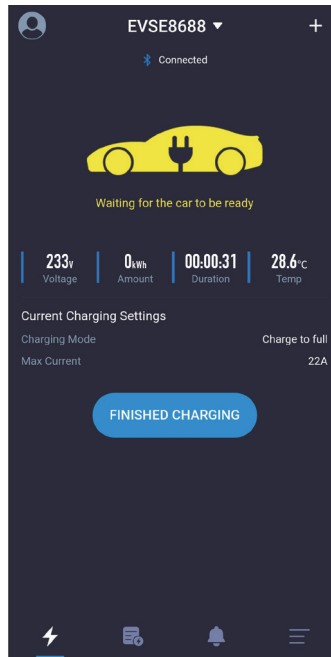 EVSE8688
Connected
Waiting for the car to be ready
233V 0kWh 00:00:31 28.6°C
Voltage Amount Duration Temp
Current Charging Settings
Charging Mode Charge to full
Max Current 22A
FINISHED CHARGING